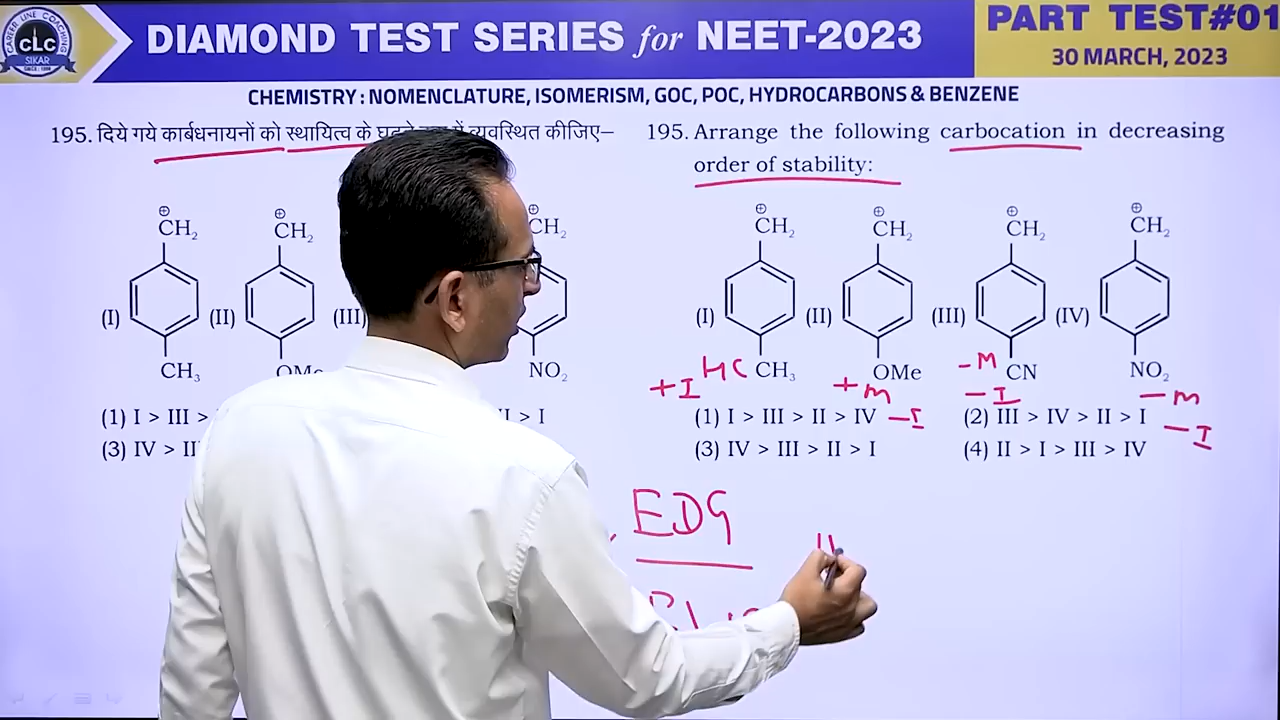 CAREER LINE COACHING
CLC
SIKAR
DIAMOND TEST SERIES for NEET-2023
PART TEST#01
30 MARCH, 2023
CHEMISTRY : NOMENCLATURE, ISOMERISM, GOC, POC, HYDROCARBONS & BENZENE
195. दिये गये कार्बधनायनों को स्थायित्व के व्यवस्थित कीजिए–
⊕ ⊕ ⊕
CH₂ CH₂ CH₂
(I) (II) (III)
CH₃ OMe NO₂
(1) I > III > I > I
(3) IV > II
195. Arrange the following carbocation in decreasing
order of stability:
⊕ ⊕ ⊕ ⊕
CH₂ CH₂ CH₂ CH₂
(I) (II) (III) (IV)
CH₃ OMe CN NO₂
+I HC +M -M -I -M
(1) I > III > II > IV -I (2) III > IV > II > I -I
(3) IV > III > II > I (4) II > I > III > IV
EDG
II